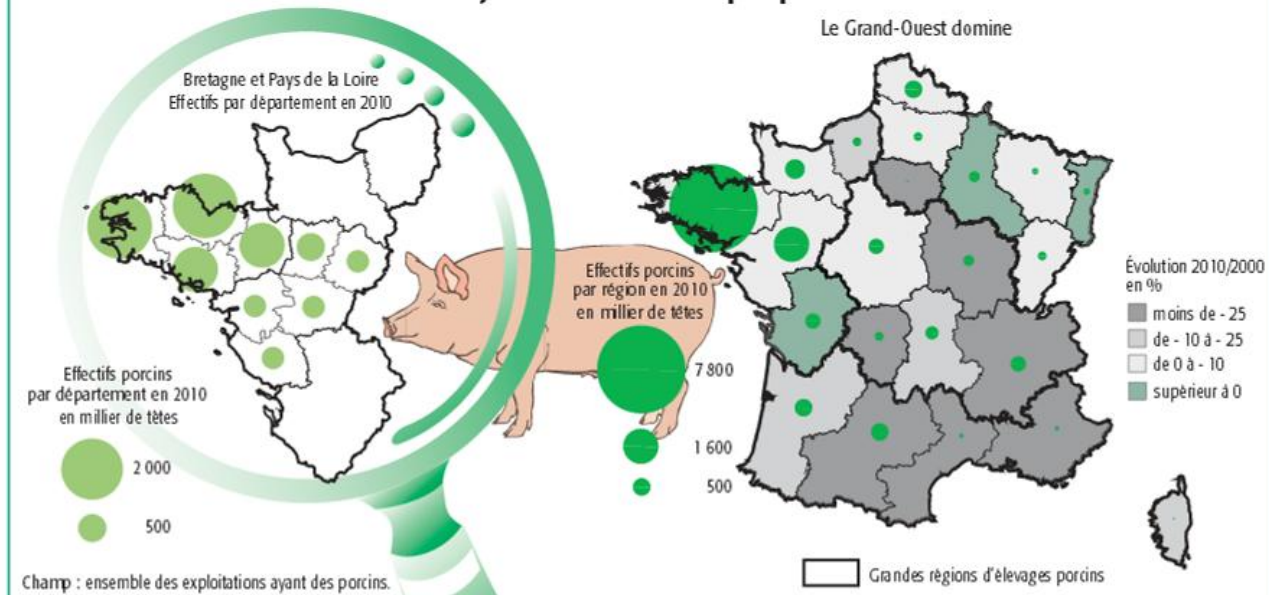 Le Grand-Ouest domine
Bretagne et Pays de la Loire
Effectifs par département en 2010
Effectifs porcins
par département en 2010
en millier de têtes
2 000
500
Champ : ensemble des exploitations ayant des porcins.
Effectifs porcins
par région en 2010
en millier de têtes
7 800
1 600
500
Évolution 2010/2000
en %
moins de - 25
de - 10 à - 25
de 0 à - 10
supérieur à 0
Grandes règions d'élevages porcins